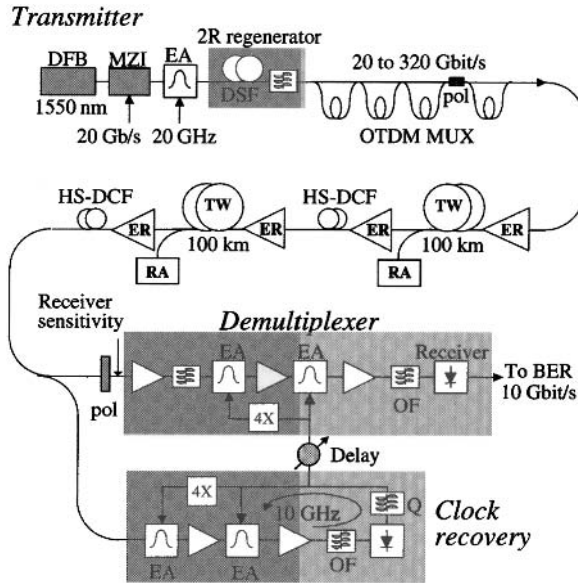 Transmitter
DFB
MZI
EA
2R regenerator
DSF
20 to 320 Gbit/s
pol
1550 nm
20 Gb/s
20 GHz
OTDM MUX
HS-DCF
TW
HS-DCF
TW
ER
ER
ER
ER
100 km
100 km
RA
RA
Receiver
sensitivity
Demultiplexer
EA
EA
Receiver
To BER
10 Gbit/s
pol
OF
4X
Delay
4X
10 GHz
Q
Clock
recovery
OF
EA
EA